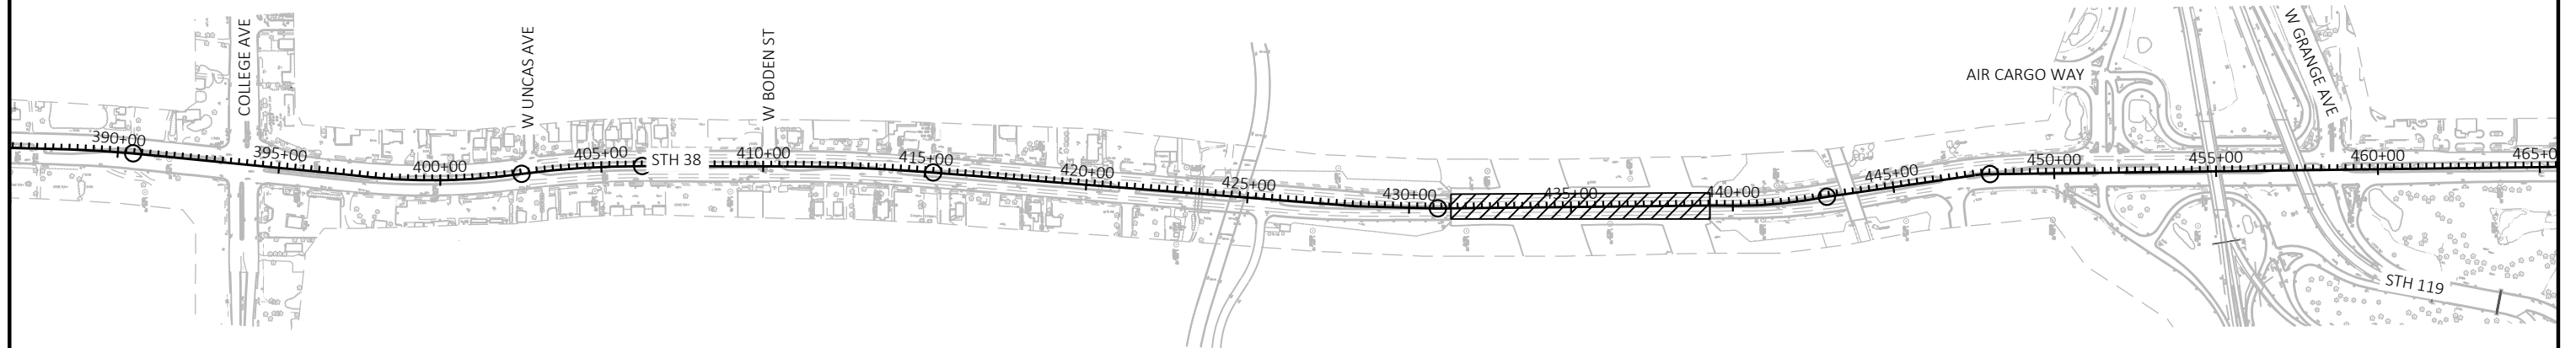 COLLEGE AVE
W UNCAS AVE
W BODEN ST
AIR CARGO WAY
W GRANGE AVE
390+00
395+00
400+00
405+00
STH 38
410+00
415+00
420+00
425+00
430+00
435+00
440+00
445+00
450+00
455+00
460+00
465+0
STH 119